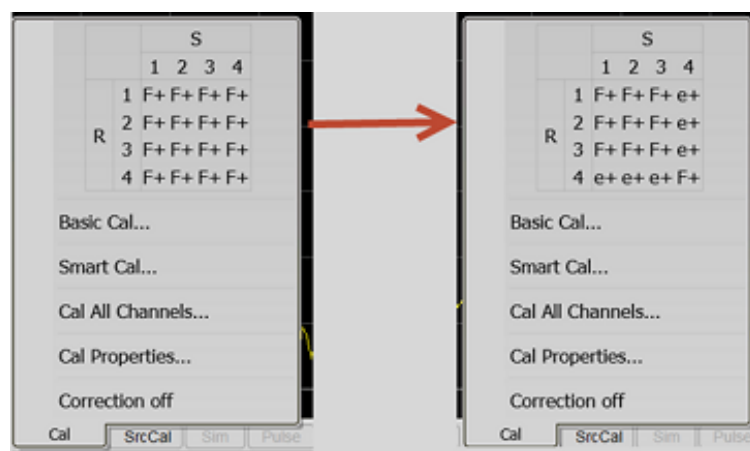 S
1 2 3 4
1 F+ F+ F+ F+
2 F+ F+ F+ F+
R
3 F+ F+ F+ F+
4 F+ F+ F+ F+
Basic Cal...
Smart Cal...
Cal All Channels...
Cal Properties...
Correction off
Cal SrcCal Sim Pulse
S
1 2 3 4
1 F+ F+ F+ e+
2 F+ F+ F+ e+
R
3 F+ F+ F+ e+
4 e+ e+ e+ F+
Basic Cal...
Smart Cal...
Cal All Channels...
Cal Properties...
Correction off
Cal SrcCal Sim Pulse